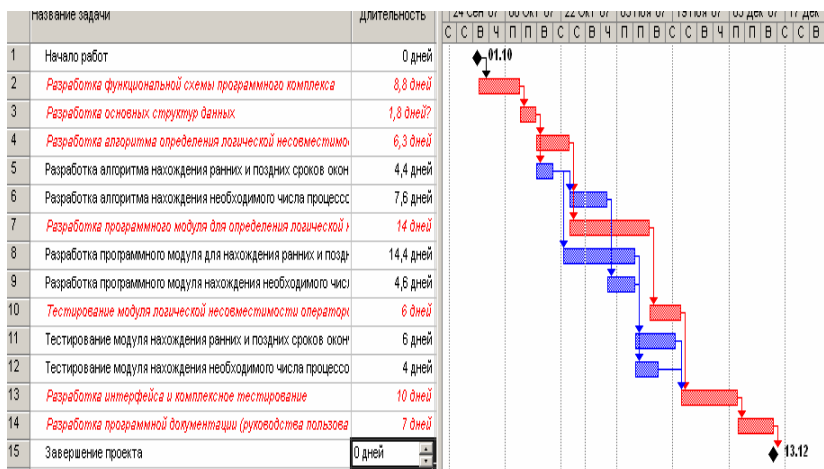 Название задачи Длительность 24 Сен '07 08 Окт '07 22 Окт '07 05 Ноя '07 19 Ноя '07 03 Дек '07 17 Дек
С С В Ч П П В С С В Ч П П В С С В Ч П П В С С В
1 Начало работ 0 дней 01.10
2 Разработка функциональной схемы программного комплекса 8,8 дней
3 Разработка основных структур данных 1,8 дней?
4 Разработка алгоритма определения логической несовместимо 6,3 дней
5 Разработка алгоритма нахождения ранних и поздних сроков окон 4,4 дней
6 Разработка алгоритма нахождения необходимого числа процессо 7,6 дней
7 Разработка программного модуля для определения логической н 14 дней
8 Разработка программного модуля для нахождения ранних и поздн 14,4 дней
9 Разработка программного модуля нахождения необходимого числ 4,6 дней
10 Тестирование модуля логической несовместимости операторо 6 дней
11 Тестирование модуля нахождения ранних и поздних сроков окон 6 дней
12 Тестирование модуля нахождения необходимого числа процессо 4 дней
13 Разработка интерфейса и комплексное тестирование 10 дней
14 Разработка программной документации (руководства пользова 7 дней
15 Завершение проекта 0 дней 13.12